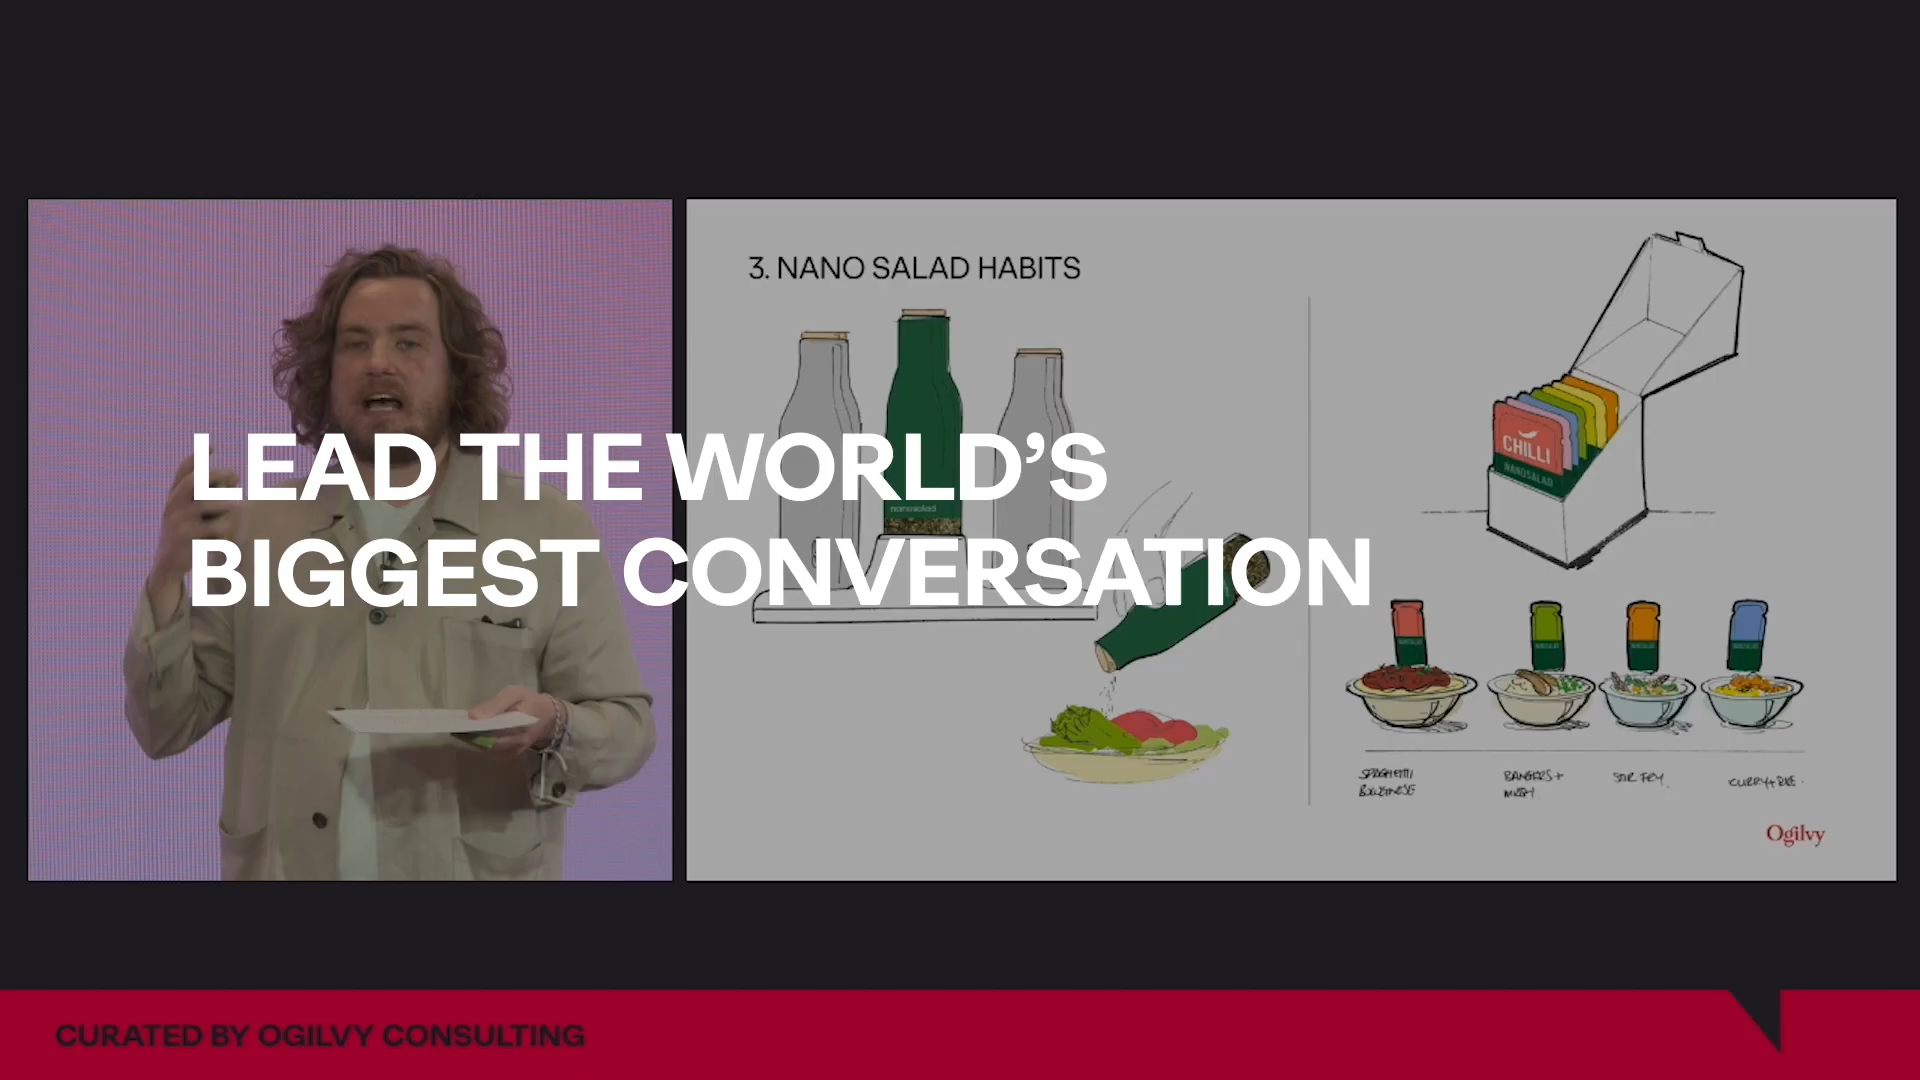 3. NANO SALAD HABITS
CHILLI
NANOSALAD
LEAD THE WORLD'S
BIGGEST CONVERSATION
nanosalad
SPAGHETTI
BOLOGNESE
BANGERS +
MASH
STIR FRY.
CURRY + RICE.
Ogilvy
CURATED BY OGILVY CONSULTING